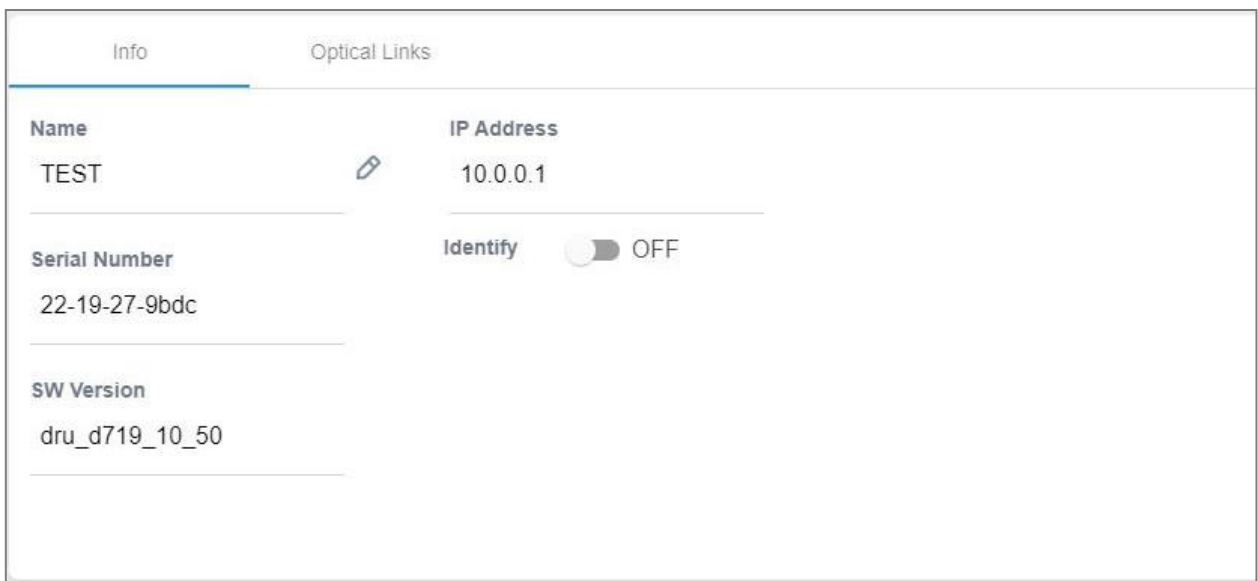 Info Optical Links
Name IP Address
TEST 10.0.0.1
Identify OFF
Serial Number
22-19-27-9bdc
SW Version
dru_d719_10_50